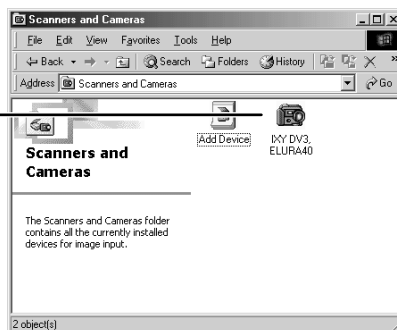 Scanners and Cameras
File Edit View Favorites Tools Help
Back Search Folders History »
Address Scanners and Cameras Go
Add Device
IXY DV3,
ELURA40
Scanners and
Cameras
The Scanners and Cameras folder
contains all the currently installed
devices for image input.
2 object(s)